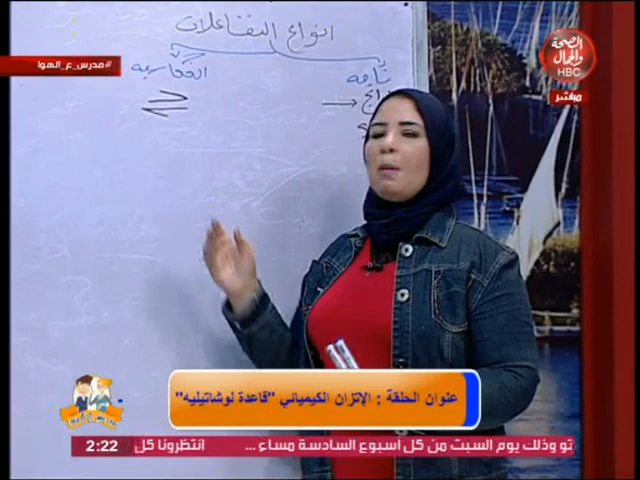 انواع التفاعلات
تامه
انعكاسيه
الصحة
والجمال
HBC
مباشر
#مدرس_ع_الهوا
عنوان الحلقة : الإتزان الكيميائي "قاعدة لوشاتيليه"
تو وذلك يوم السبت من كل أسبوع السادسة مساء... انتظرونا كل
2:22